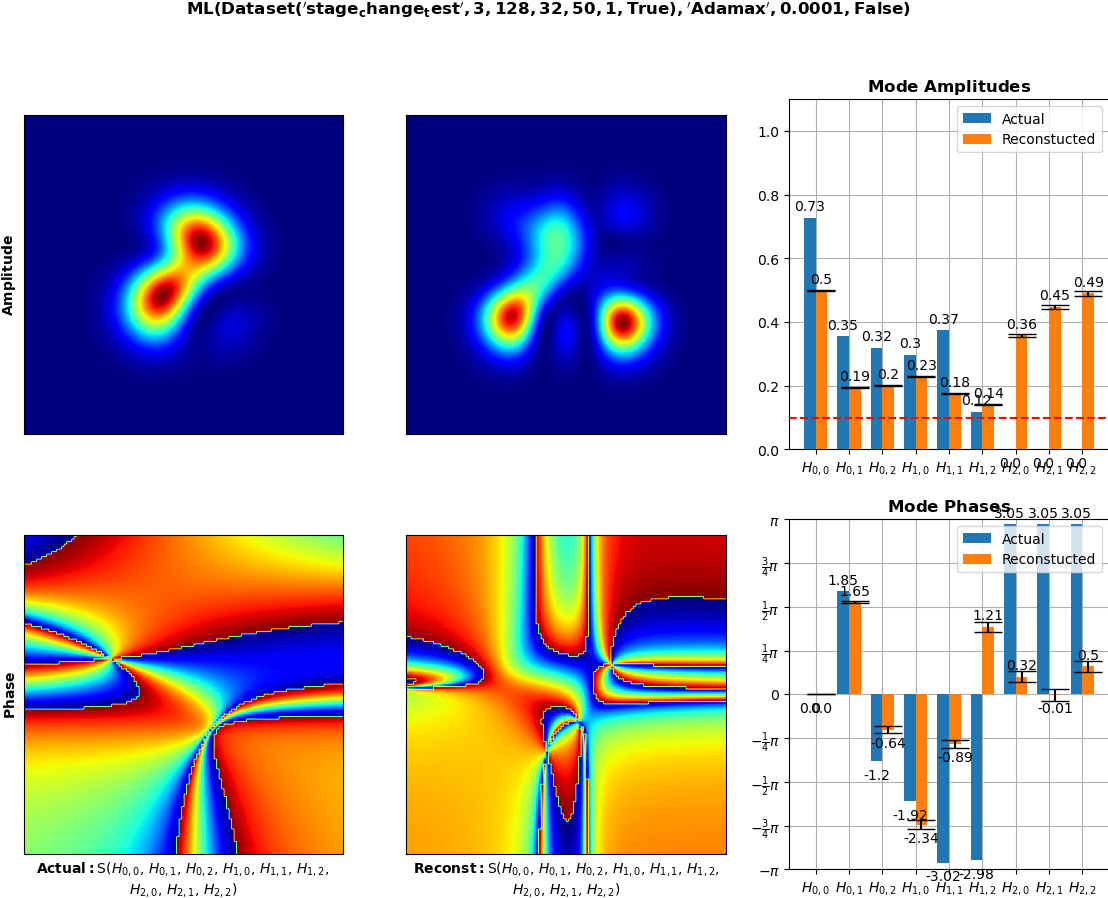 ML(Dataset(′stage_change_test′, 3, 128, 32, 50, 1, True), ′Adamax′, 0.0001, False)
Amplitude
Mode Amplitudes
Actual
Reconstucted
1.0
0.8
0.6
0.4
0.2
0.0
0.73
0.5
0.35
0.19
0.32
0.2
0.3
0.23
0.37
0.18
0.12
0.14
0.0
0.36
0.0
0.45
0.0
0.49
H0,0 H0,1 H0,2 H1,0 H1,1 H1,2 H2,0 H2,1 H2,2
Phase
Mode Phases
Actual
Reconstucted
π
3/4π
1/2π
1/4π
0
−1/4π
−1/2π
−3/4π
−π
0.0
0.0
1.85
1.65
-1.2
-0.64
-1.92
-2.34
-3.02
-0.89
-2.98
1.21
3.05
0.32
3.05
-0.01
3.05
0.5
H0,0 H0,1 H0,2 H1,0 H1,1 H1,2 H2,0 H2,1 H2,2
Actual: S(H0,0, H0,1, H0,2, H1,0, H1,1, H1,2,
H2,0, H2,1, H2,2)
Reconst: S(H0,0, H0,1, H0,2, H1,0, H1,1, H1,2,
H2,0, H2,1, H2,2)